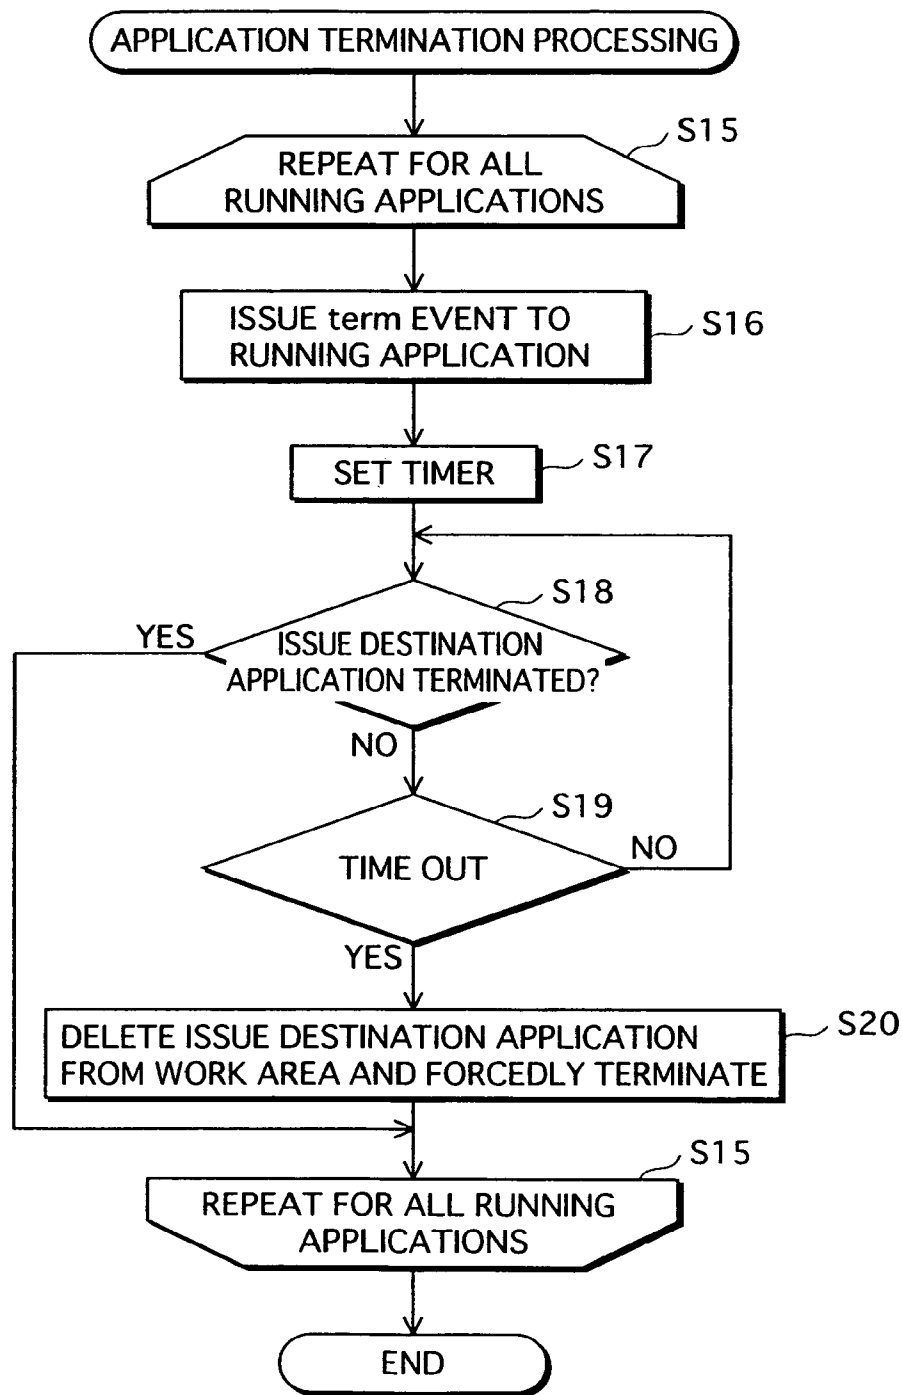 APPLICATION TERMINATION PROCESSING
S15
REPEAT FOR ALL
RUNNING APPLICATIONS
S16
ISSUE term EVENT TO
RUNNING APPLICATION
S17
SET TIMER
S18
YES
ISSUE DESTINATION
APPLICATION TERMINATED?
NO
S19
TIME OUT
NO
YES
S20
DELETE ISSUE DESTINATION APPLICATION
FROM WORK AREA AND FORCEDLY TERMINATE
S15
REPEAT FOR ALL RUNNING
APPLICATIONS
END